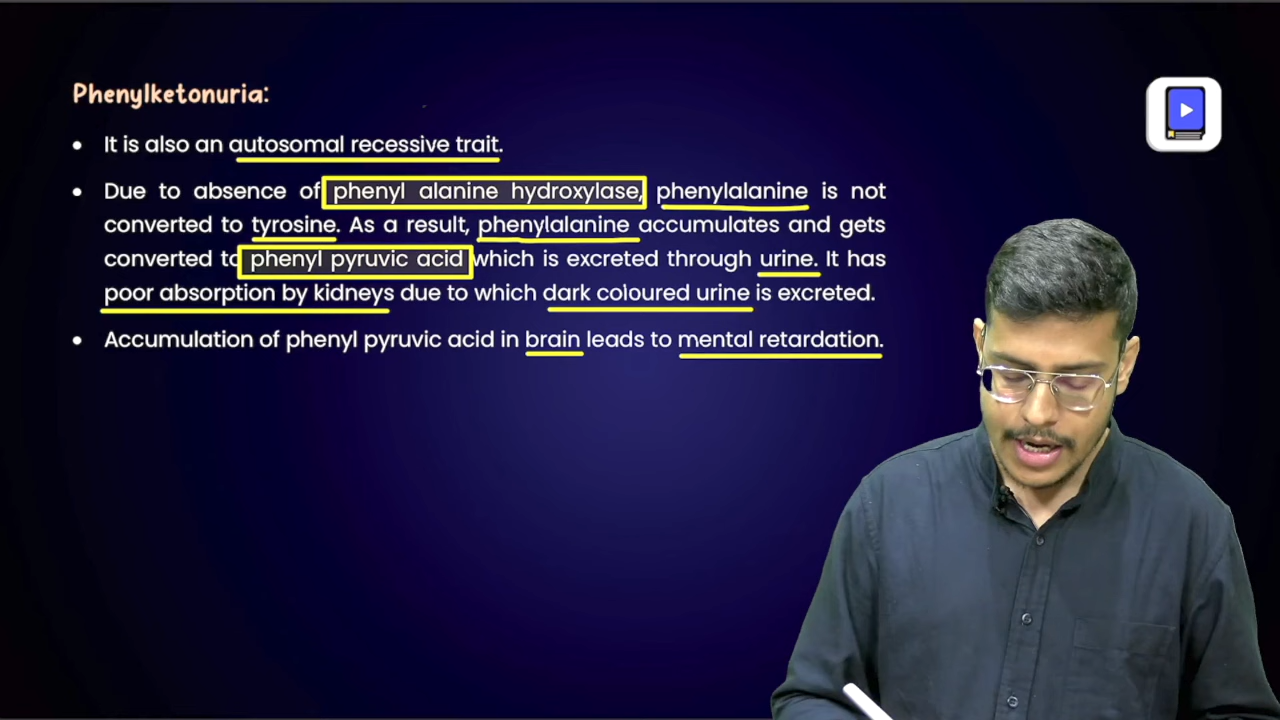 Phenylketonuria:
• It is also an autosomal recessive trait.
• Due to absence of phenyl alanine hydroxylase, phenylalanine is not
converted to tyrosine. As a result, phenylalanine accumulates and gets
converted to phenyl pyruvic acid which is excreted through urine. It has
poor absorption by kidneys due to which dark coloured urine is excreted.
• Accumulation of phenyl pyruvic acid in brain leads to mental retardation.